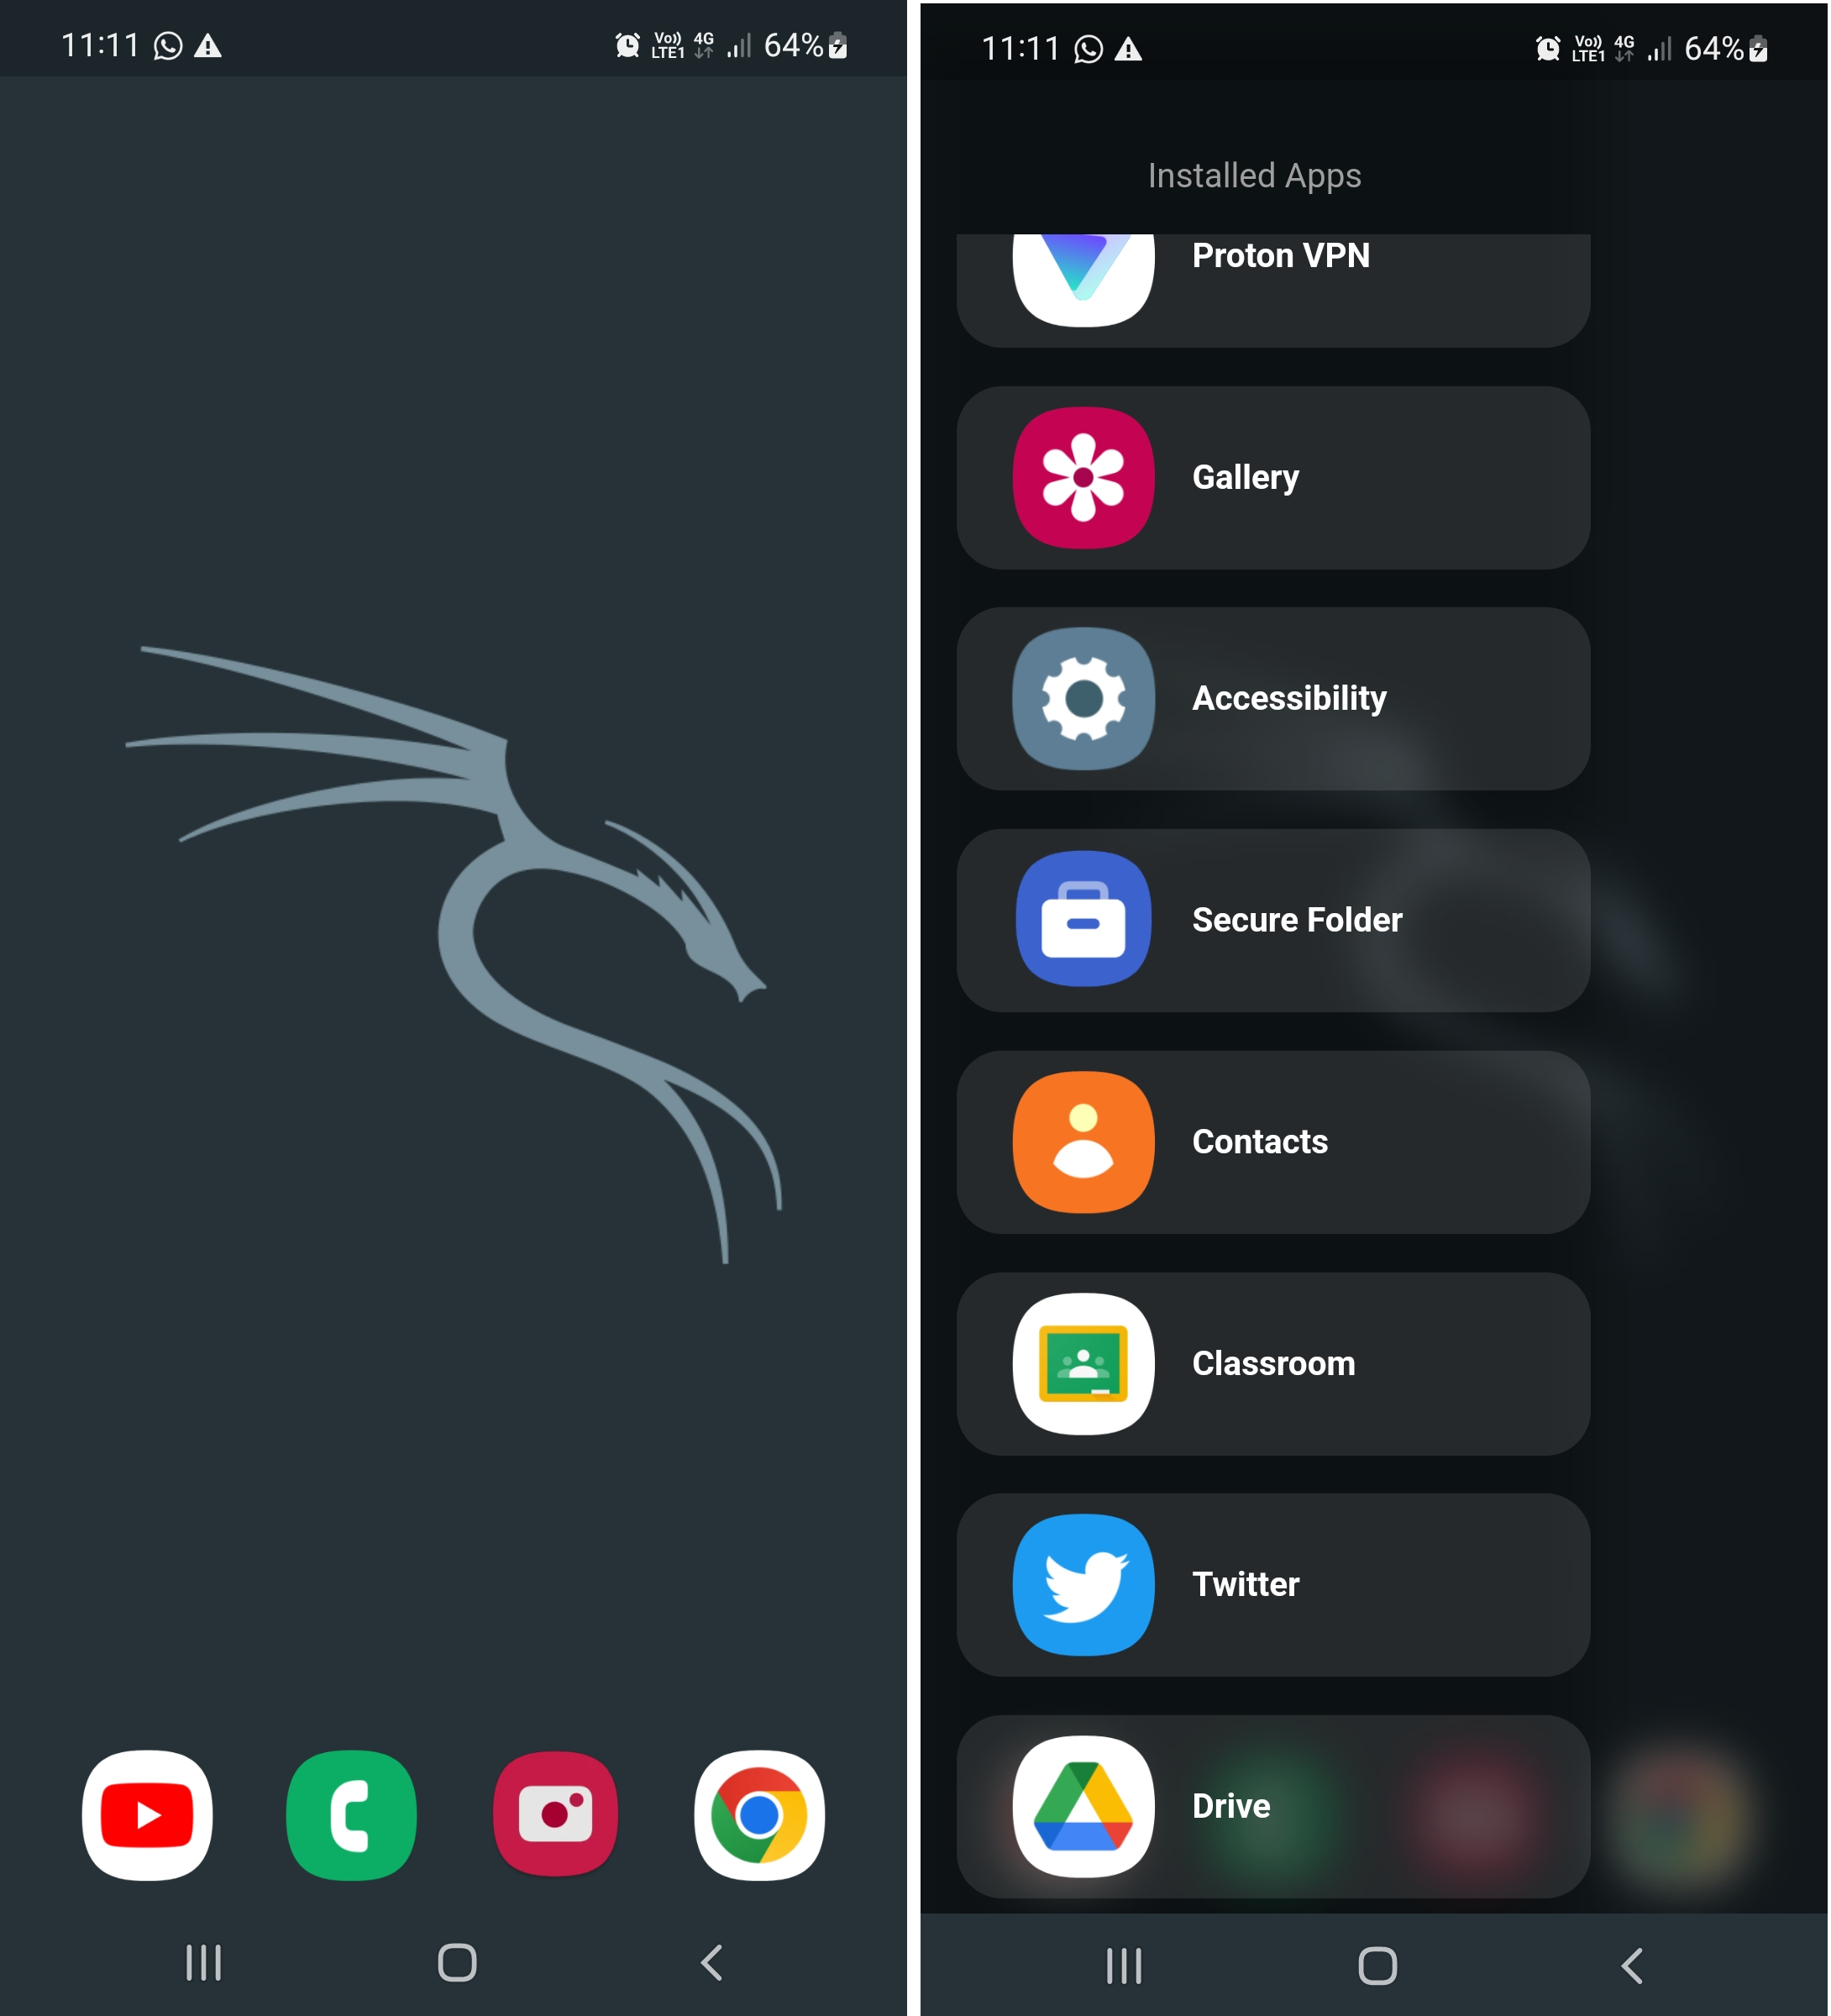 11:11
Vo)) 4G 64%
LTE1
11:11
Vo)) 4G 64%
LTE1
Installed Apps
Proton VPN
Gallery
Accessibility
Secure Folder
Contacts
Classroom
Twitter
Drive